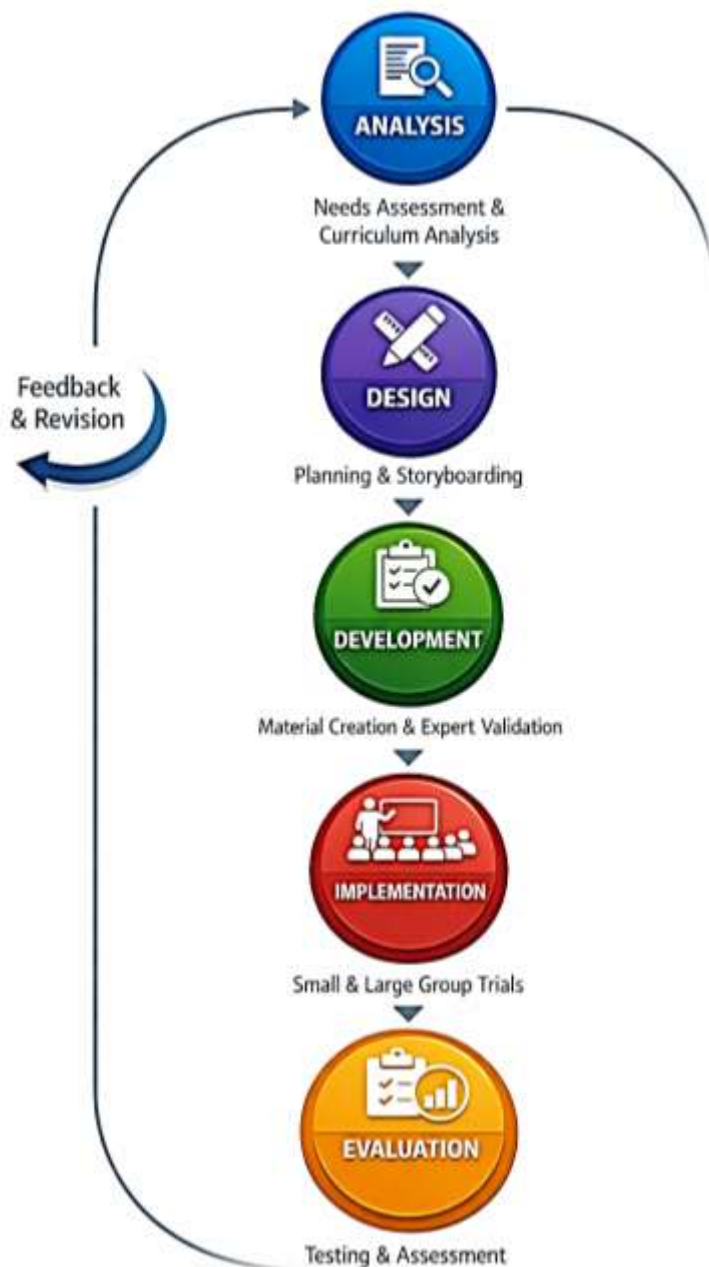 ANALYSIS
Needs Assessment &
Curriculum Analysis
DESIGN
Feedback
& Revision
Planning & Storyboarding
DEVELOPMENT
Material Creation & Expert Validation
IMPLEMENTATION
Small & Large Group Trials
EVALUATION
Testing & Assessment